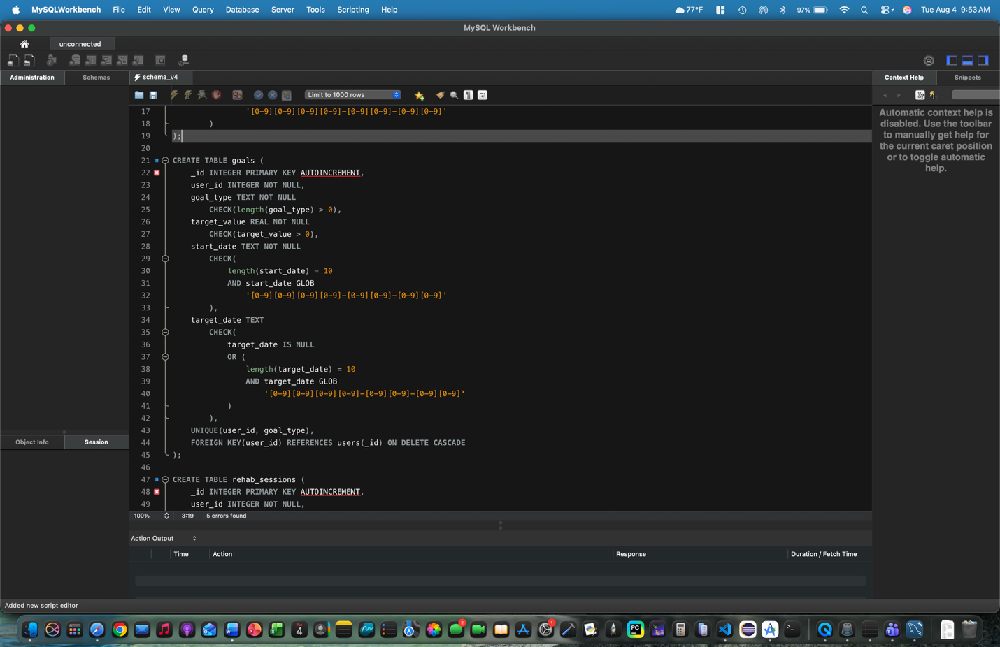 MySQLWorkbench File Edit View Query Database Server Tools Scripting Help 77°F 97% Tue Aug 4 9:53 AM
MySQL Workbench
unconnected
Administration Schemas schema_v4 Context Help Snippets
Limit to 1000 rows
17 '[0-9][0-9][0-9][0-9]-[0-9][0-9]-[0-9][0-9]'
18 )
19 );
20
21 CREATE TABLE goals (
22 _id INTEGER PRIMARY KEY AUTOINCREMENT,
23 user_id INTEGER NOT NULL,
24 goal_type TEXT NOT NULL
25 CHECK(length(goal_type) > 0),
26 target_value REAL NOT NULL
27 CHECK(target_value > 0),
28 start_date TEXT NOT NULL
29 CHECK(
30 length(start_date) = 10
31 AND start_date GLOB
32 '[0-9][0-9][0-9][0-9]-[0-9][0-9]-[0-9][0-9]'
33 ),
34 target_date TEXT
35 CHECK(
36 target_date IS NULL
37 OR (
38 length(target_date) = 10
39 AND target_date GLOB
40 '[0-9][0-9][0-9][0-9]-[0-9][0-9]-[0-9][0-9]'
41 )
42 ),
43 UNIQUE(user_id, goal_type),
44 FOREIGN KEY(user_id) REFERENCES users(_id) ON DELETE CASCADE
45 );
46
47 CREATE TABLE rehab_sessions (
48 _id INTEGER PRIMARY KEY AUTOINCREMENT,
49 user_id INTEGER NOT NULL,
Automatic context help is
disabled. Use the toolbar
to manually get help for
the current caret position
or to toggle automatic
help.
Object Info Session
100% 3:19 5 errors found
Action Output
Time Action Response Duration / Fetch Time
Added new script editor
Tue
4
2
1
PC